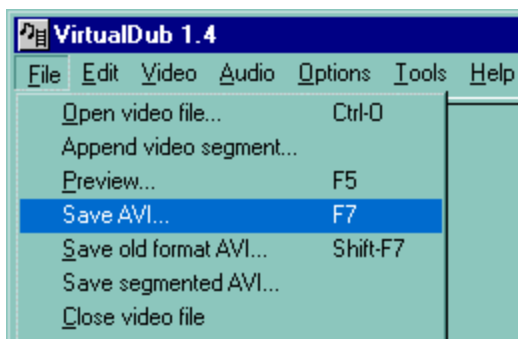 VirtualDub 1.4
File Edit Video Audio Options Tools Help
Open video file... Ctrl-O
Append video segment...
Preview... F5
Save AVI... F7
Save old format AVI... Shift-F7
Save segmented AVI...
Close video file